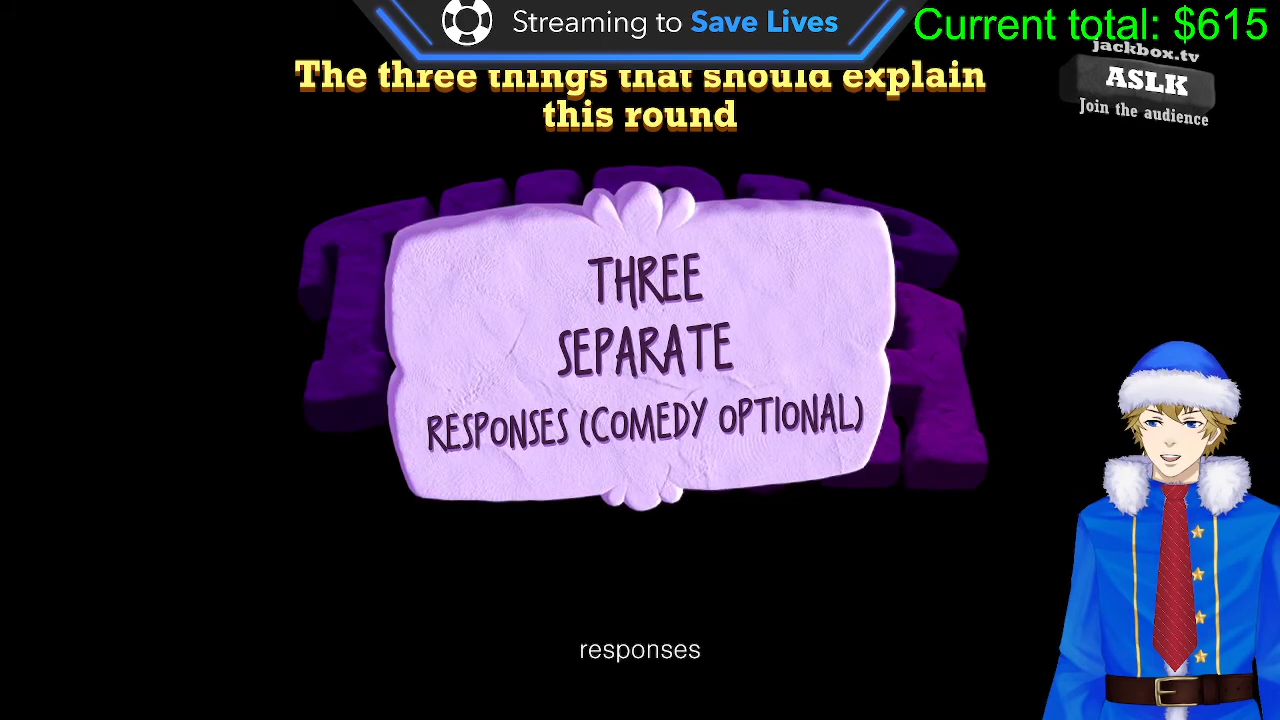 Streaming to Save Lives
Current total: $615
The three things that should explain
this round
jackbox.tv
ASLK
Join the audience
THREE
SEPARATE
RESPONSES (COMEDY OPTIONAL)
responses